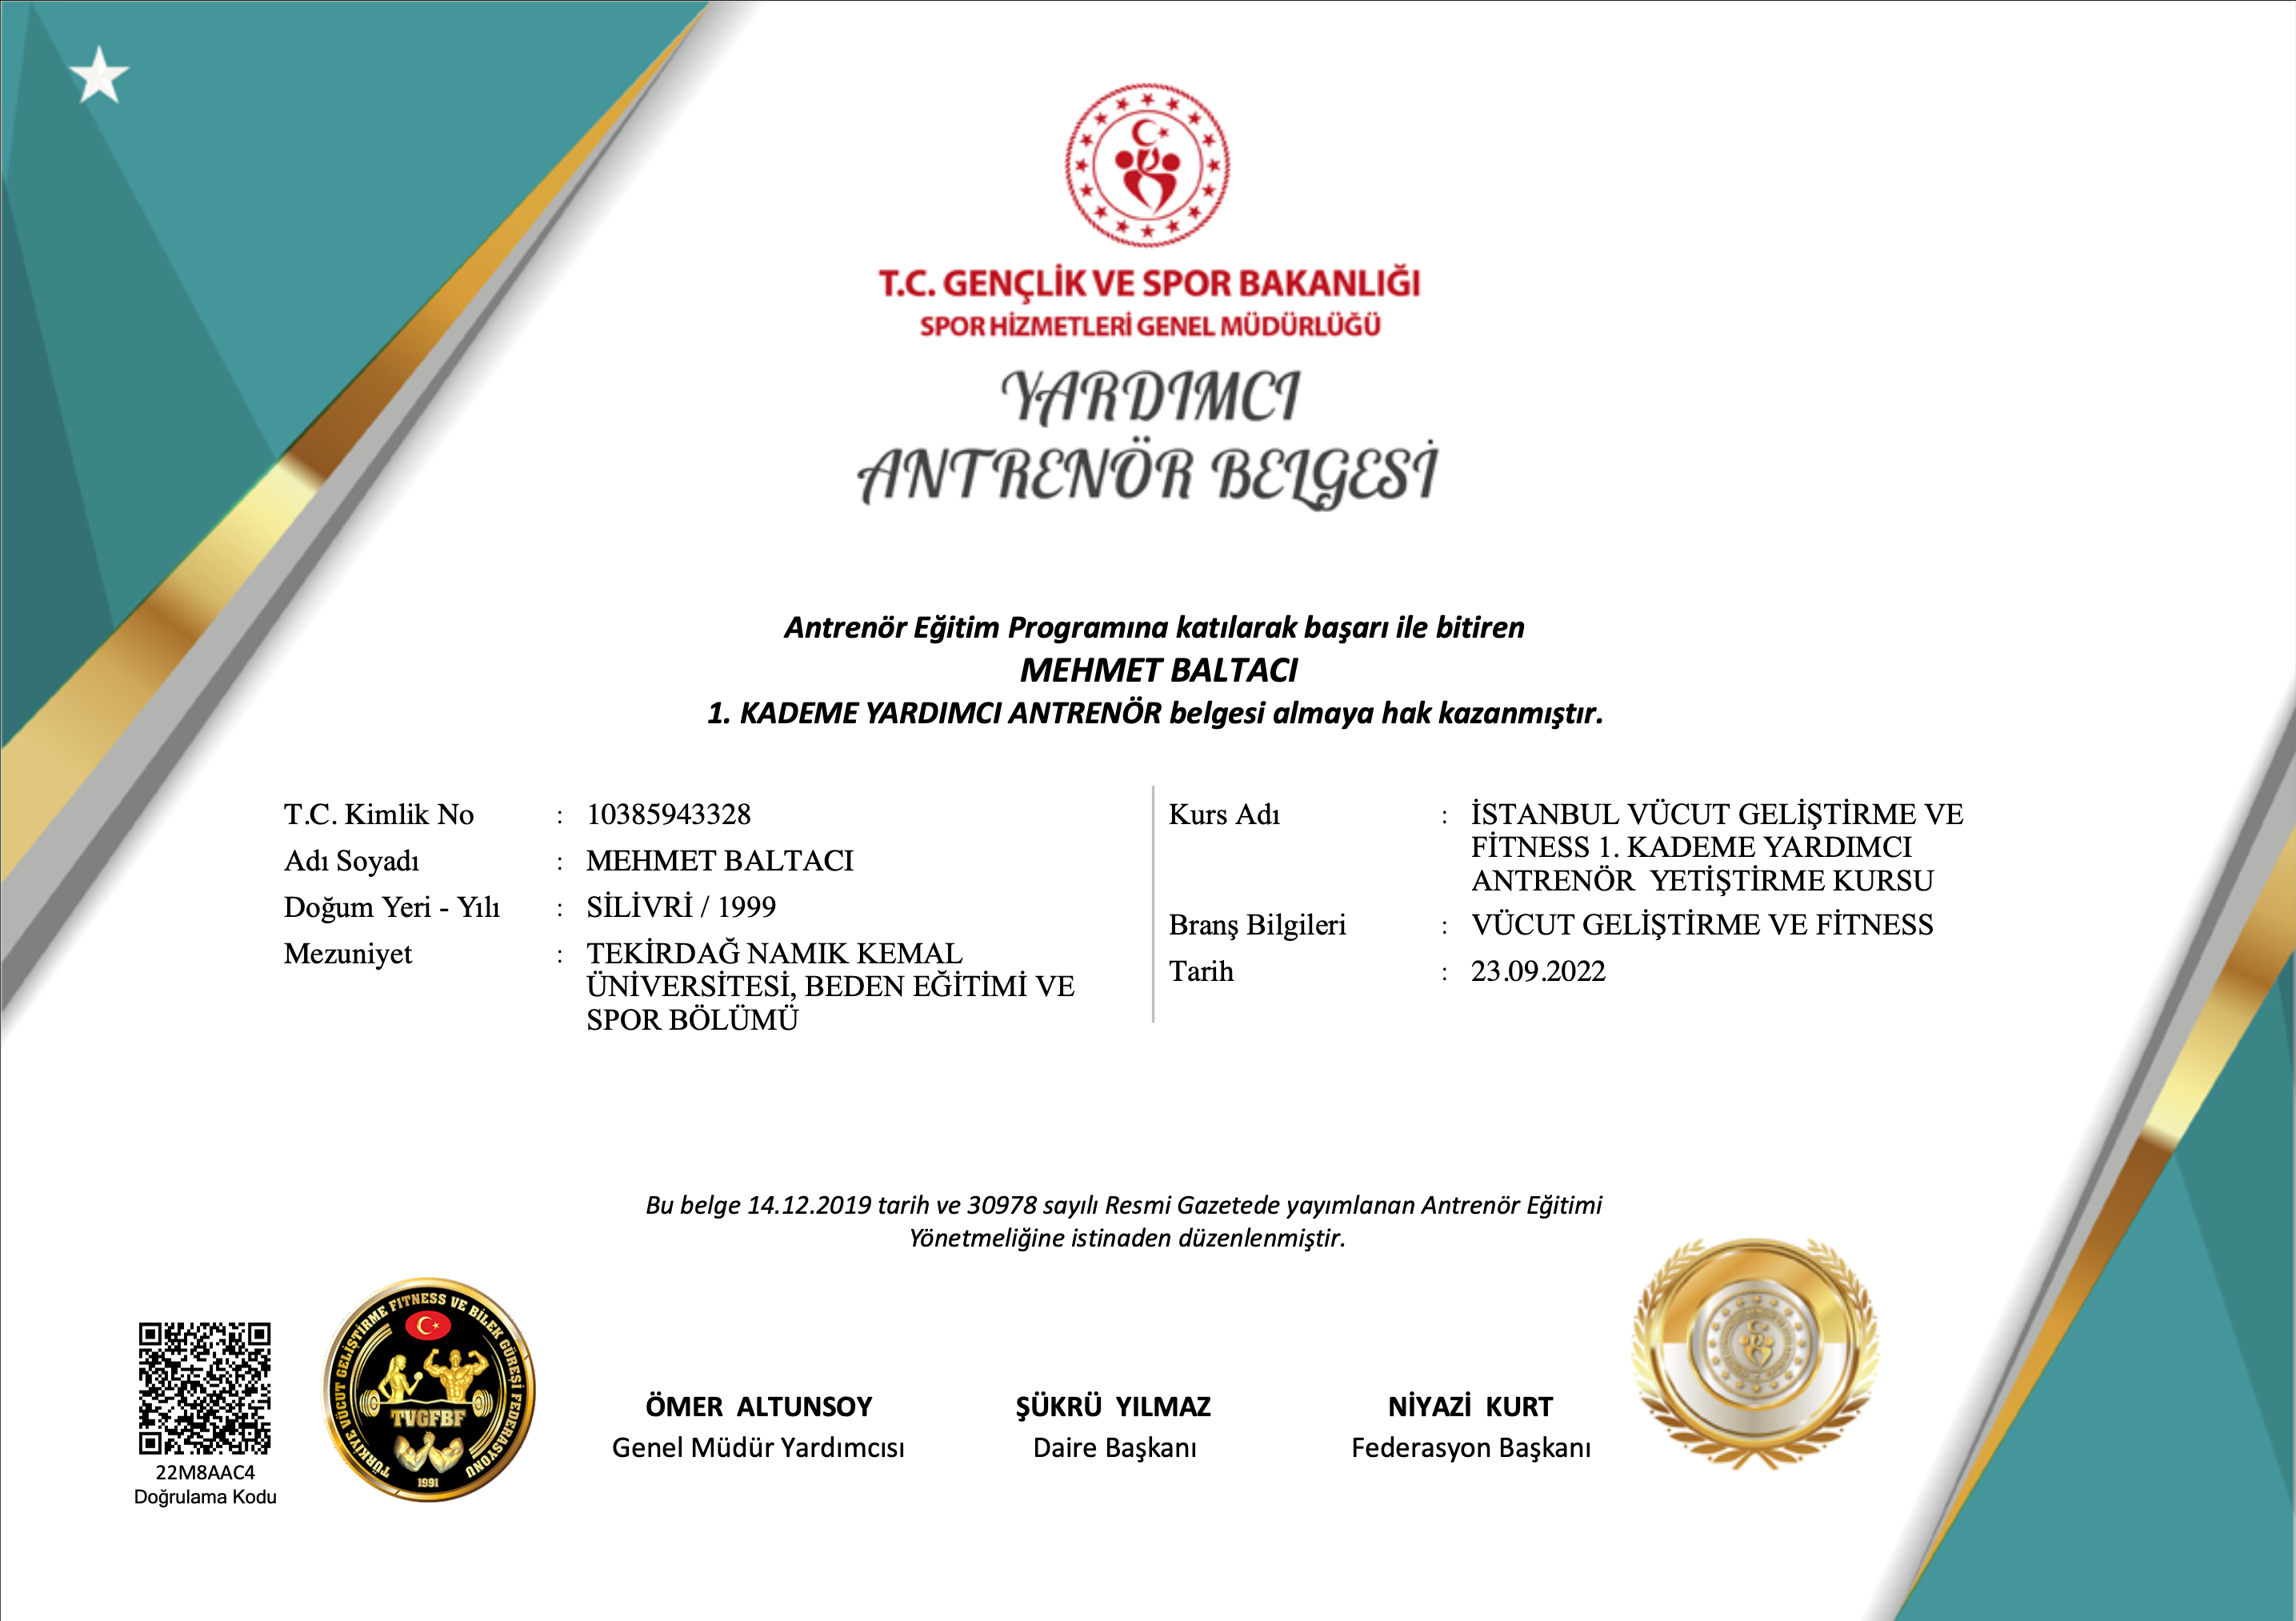 T.C. GENÇLİK VE SPOR BAKANLIĞI
SPOR HİZMETLERİ GENEL MÜDÜRLÜĞÜ
YARDIMCI
ANTRENÖR BELGESİ
Antrenör Eğitim Programına katılarak başarı ile bitiren
MEHMET BALTACI
1. KADEME YARDIMCI ANTRENÖR belgesi almaya hak kazanmıştır.
T.C. Kimlik No : 10385943328
Adı Soyadı : MEHMET BALTACI
Doğum Yeri - Yılı : SİLİVRİ / 1999
Mezuniyet : TEKİRDAĞ NAMIK KEMAL
ÜNİVERSİTESİ, BEDEN EĞİTİMİ VE
SPOR BÖLÜMÜ
Kurs Adı : İSTANBUL VÜCUT GELİŞTİRME VE
FİTNESS 1. KADEME YARDIMCI
ANTRENÖR YETİŞTİRME KURSU
Branş Bilgileri : VÜCUT GELİŞTİRME VE FİTNESS
Tarih : 23.09.2022
Bu belge 14.12.2019 tarih ve 30978 sayılı Resmi Gazetede yayımlanan Antrenör Eğitimi
Yönetmeliğine istinaden düzenlenmiştir.
22M8AAC4
Doğrulama Kodu
TÜRKİYE VÜCUT GELİŞTİRME FITNESS VE BİLEK GÜREŞİ FEDERASYONU
TVGFBF
1991
ÖMER ALTUNSOY
Genel Müdür Yardımcısı
ŞÜKRÜ YILMAZ
Daire Başkanı
NİYAZİ KURT
Federasyon Başkanı